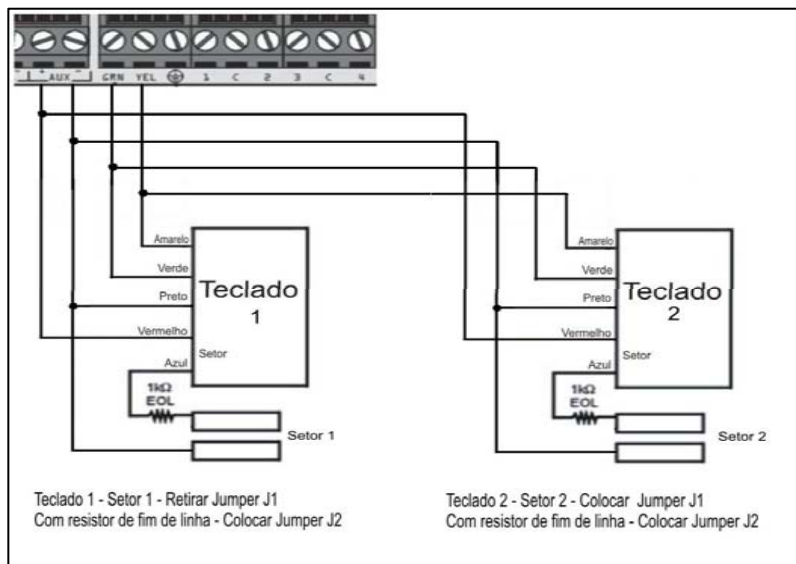 - + AUX -
GRN YEL 1 C 2 3 C 4
Amarelo
Verde
Preto
Vermelho
Azul
Teclado
1
Setor
1kΩ
EOL
Setor 1
Amarelo
Verde
Preto
Vermelho
Azul
Teclado
2
Setor
1kΩ
EOL
Setor 2
Teclado 1 - Setor 1 - Retirar Jumper J1
Com resistor de fim de linha - Colocar Jumper J2
Teclado 2 - Setor 2 - Colocar Jumper J1
Com resistor de fim de linha - Colocar Jumper J2